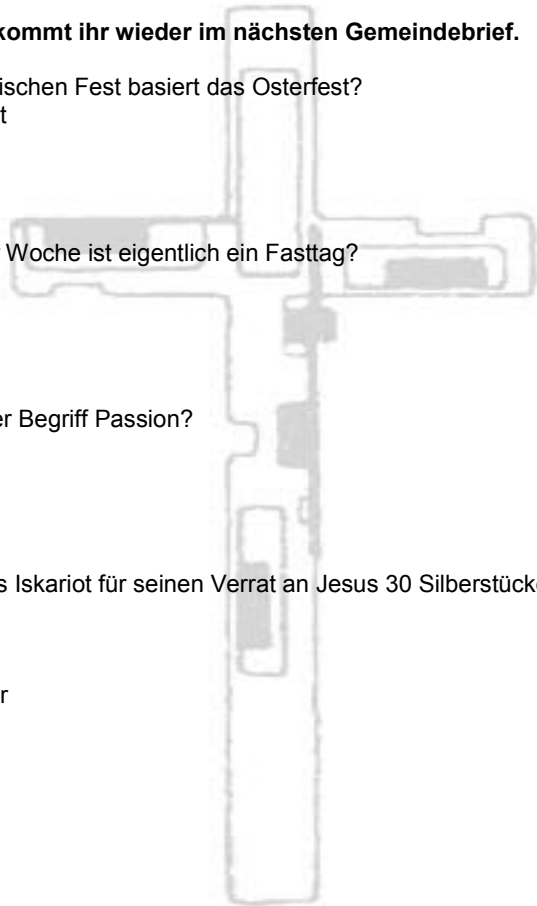 kommt ihr wieder im nächsten Gemeindebrief.
ischen Fest basiert das Osterfest?
t
Woche ist eigentlich ein Fasttag?
er Begriff Passion?
s Iskariot für seinen Verrat an Jesus 30 Silberstück
r